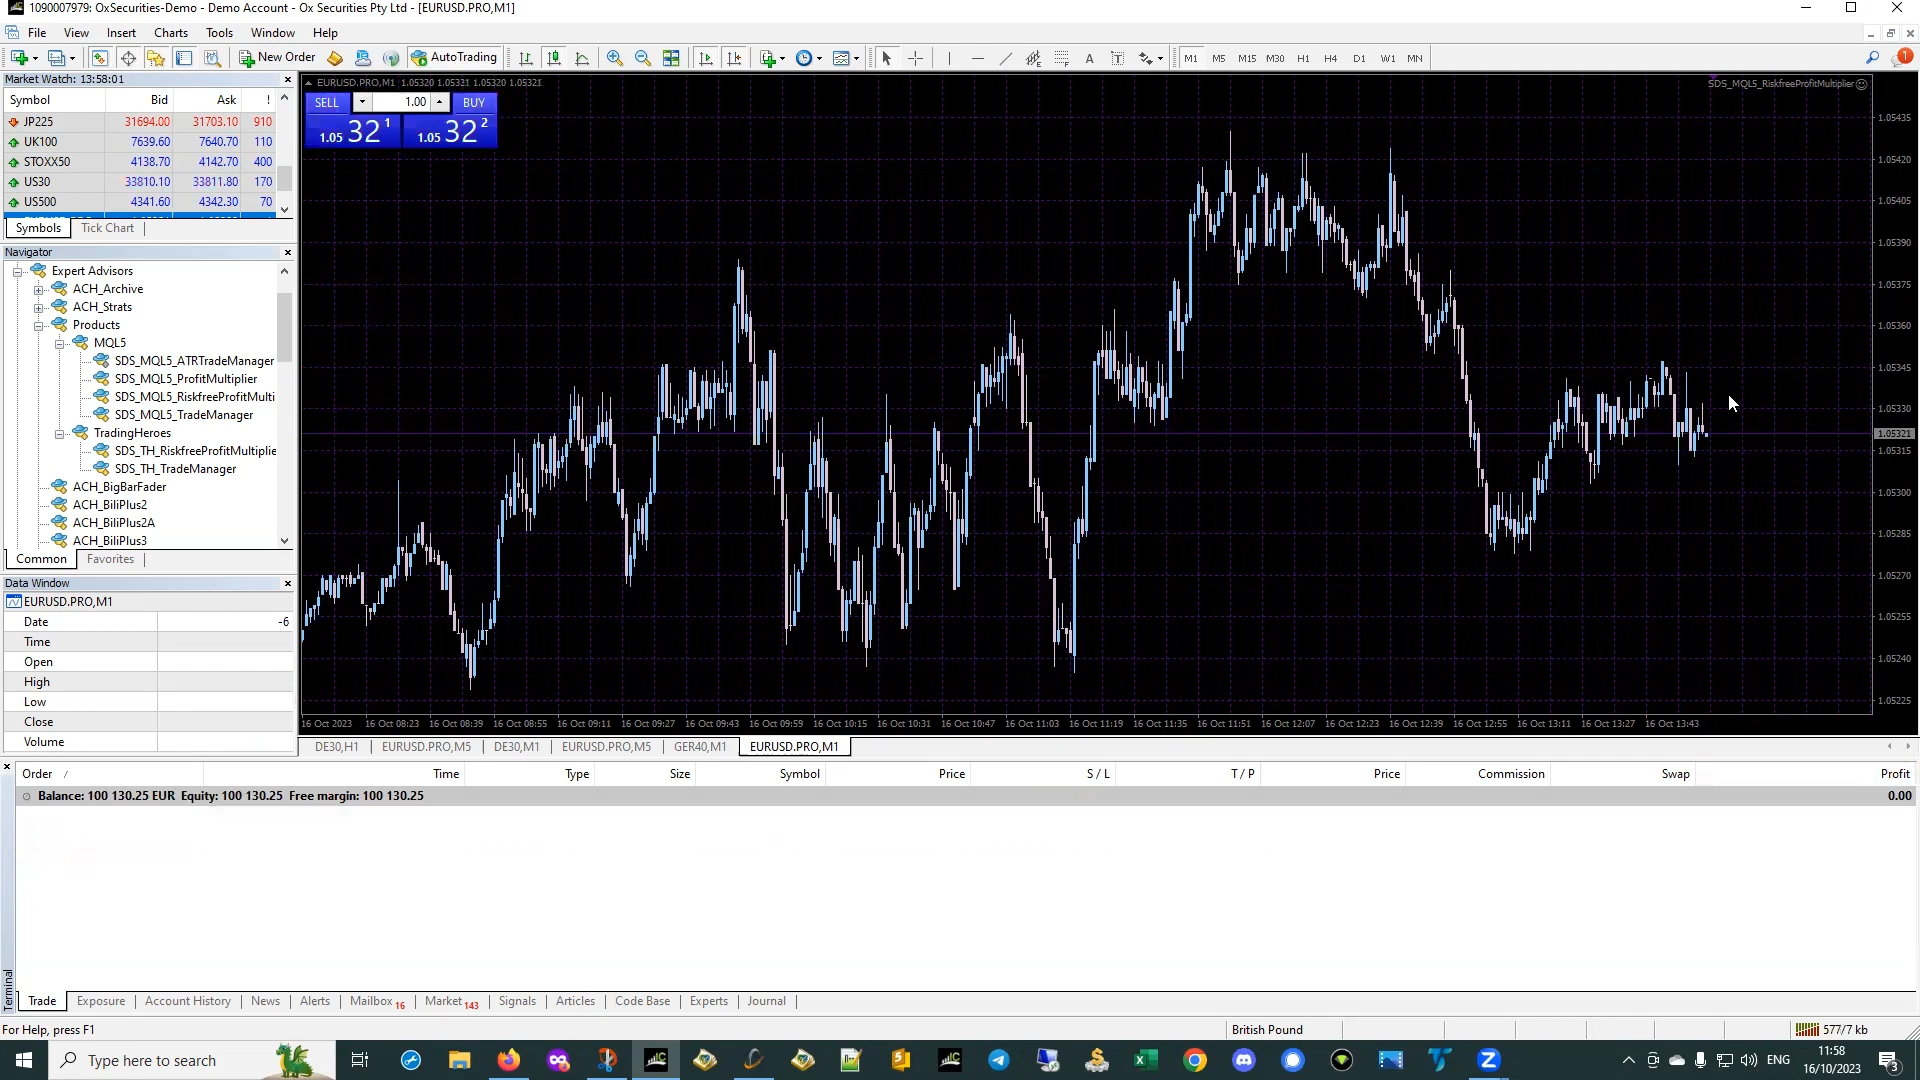 1090007979: OxSecurities-Demo - Demo Account - Ox Securities Pty Ltd - [EURUSD.PRO,M1]
File View Insert Charts Tools Window Help
New Order AutoTrading A T M1 M5 M15 M30 H1 H4 D1 W1 MN 1
Market Watch: 13:58:01
Symbol Bid Ask !
JP225 31694.00 31703.10 910
UK100 7639.60 7640.70 110
STOXX50 4138.70 4142.70 400
US30 33810.10 33811.80 170
US500 4341.60 4342.30 70
Symbols Tick Chart
Navigator
Expert Advisors
ACH_Archive
ACH_Strats
Products
MQL5
SDS_MQL5_ATRTradeManager
SDS_MQL5_ProfitMultiplier
SDS_MQL5_RiskfreeProfitMulti
SDS_MQL5_TradeManager
TradingHeroes
SDS_TH_RiskfreeProfitMultiplie
SDS_TH_TradeManager
ACH_BigBarFader
ACH_BiliPlus2
ACH_BiliPlus2A
ACH_BiliPlus3
Common Favorites
Data Window
EURUSD.PRO,M1
Date -6
Time
Open
High
Low
Close
Volume
EURUSD.PRO,M1 1.05320 1.05331 1.05320 1.05321
SDS_MQL5_RiskfreeProfitMultiplier
SELL 1.00 BUY
1.05 32 1 1.05 32 2
1.05435
1.05420
1.05405
1.05390
1.05375
1.05360
1.05345
1.05330
1.05321
1.05315
1.05300
1.05285
1.05270
1.05255
1.05240
1.05225
16 Oct 2023 16 Oct 08:23 16 Oct 08:39 16 Oct 08:55 16 Oct 09:11 16 Oct 09:27 16 Oct 09:43 16 Oct 09:59 16 Oct 10:15 16 Oct 10:31 16 Oct 10:47 16 Oct 11:03 16 Oct 11:19 16 Oct 11:35 16 Oct 11:51 16 Oct 12:07 16 Oct 12:23 16 Oct 12:39 16 Oct 12:55 16 Oct 13:11 16 Oct 13:27 16 Oct 13:43
DE30,H1 EURUSD.PRO,M5 DE30,M1 EURUSD.PRO,M5 GER40,M1 EURUSD.PRO,M1
Order / Time Type Size Symbol Price S / L T / P Price Commission Swap Profit
Balance: 100 130.25 EUR Equity: 100 130.25 Free margin: 100 130.25 0.00
Terminal
Trade Exposure Account History News Alerts Mailbox 16 Market 143 Signals Articles Code Base Experts Journal
For Help, press F1 British Pound 577/7 kb
Type here to search ENG 11:58
16/10/2023 3